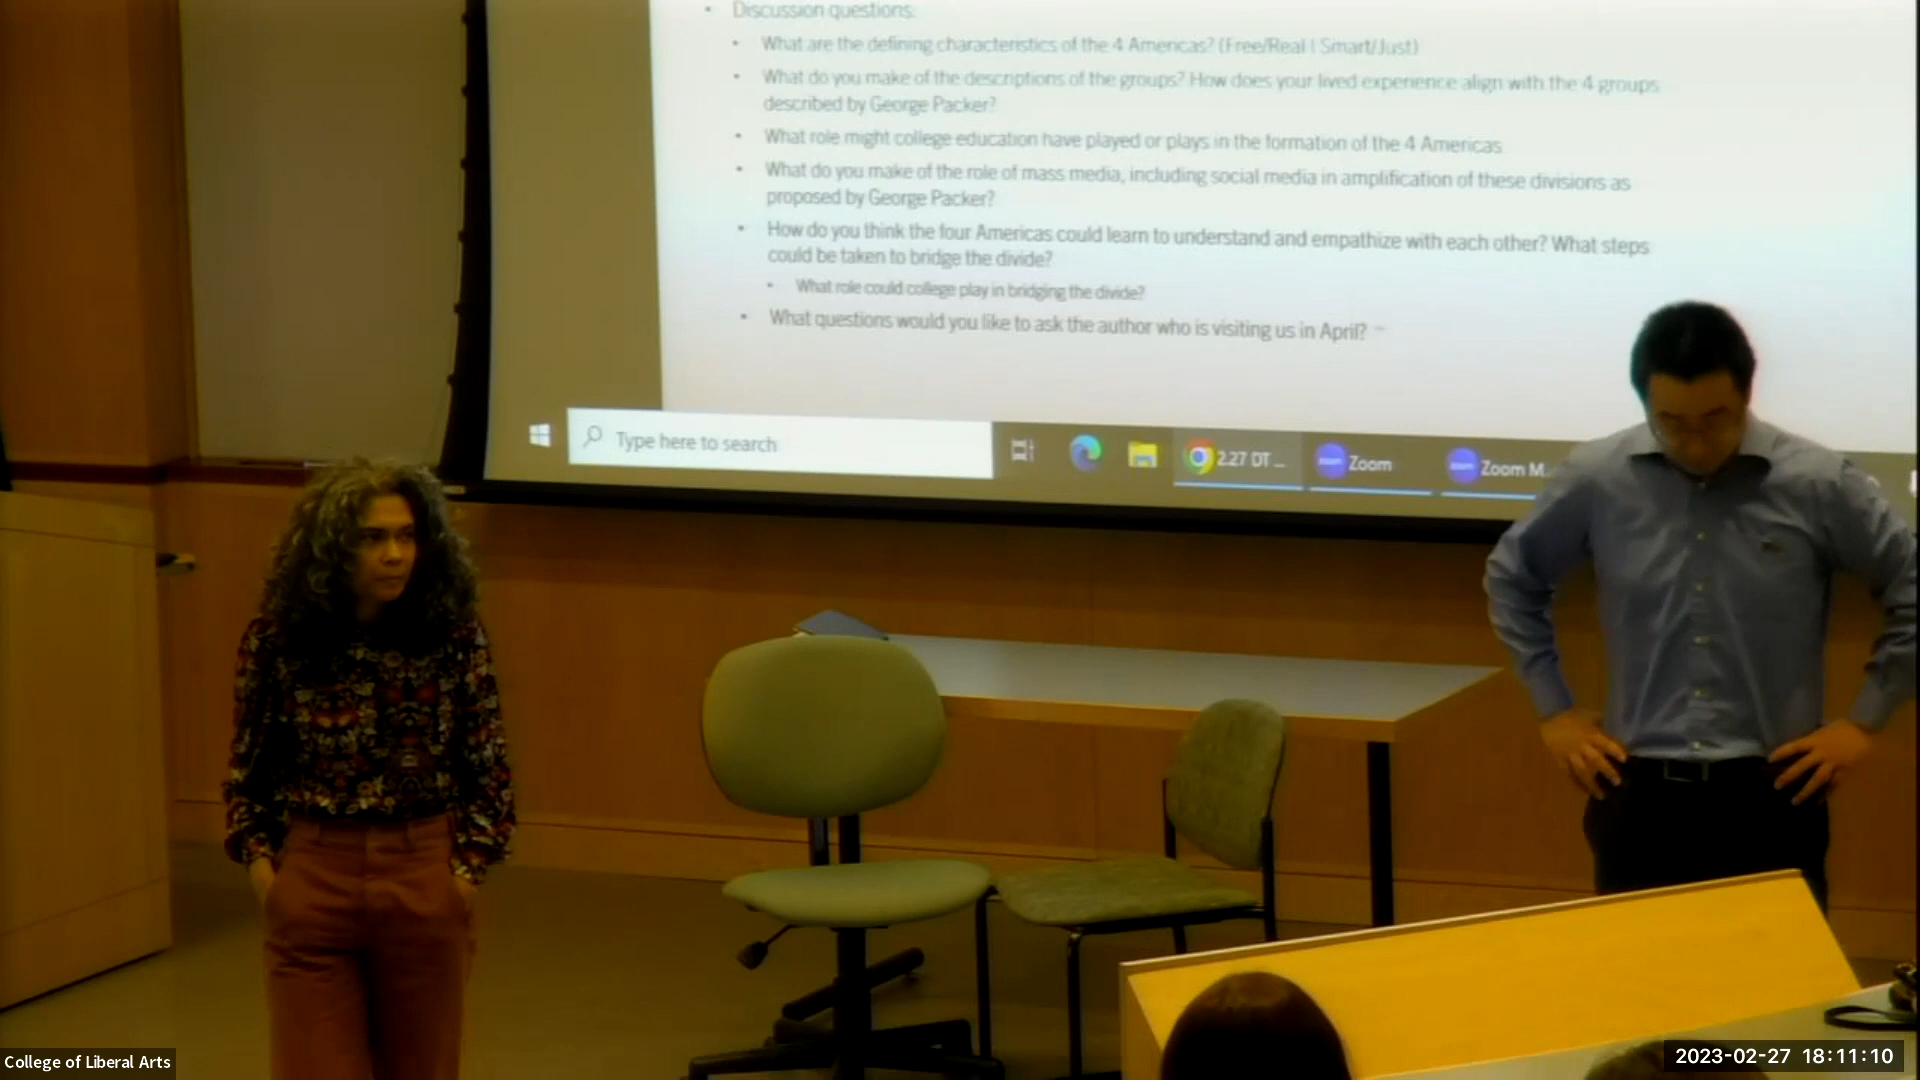 • Discussion questions:
• What are the defining characteristics of the 4 Americas? (Free/Real | Smart/Just)
• What do you make of the descriptions of the groups? How does your lived experience align with the 4 groups
described by George Packer?
• What role might college education have played or plays in the formation of the 4 Americas
• What do you make of the role of mass media, including social media in amplification of these divisions as
proposed by George Packer?
• How do you think the four Americas could learn to understand and empathize with each other? What steps
could be taken to bridge the divide?
• What role could college play in bridging the divide?
• What questions would you like to ask the author who is visiting us in April?
Type here to search
2.27 DT ...
zoom Zoom
zoom Zoom M...
College of Liberal Arts
2023-02-27 18:11:10